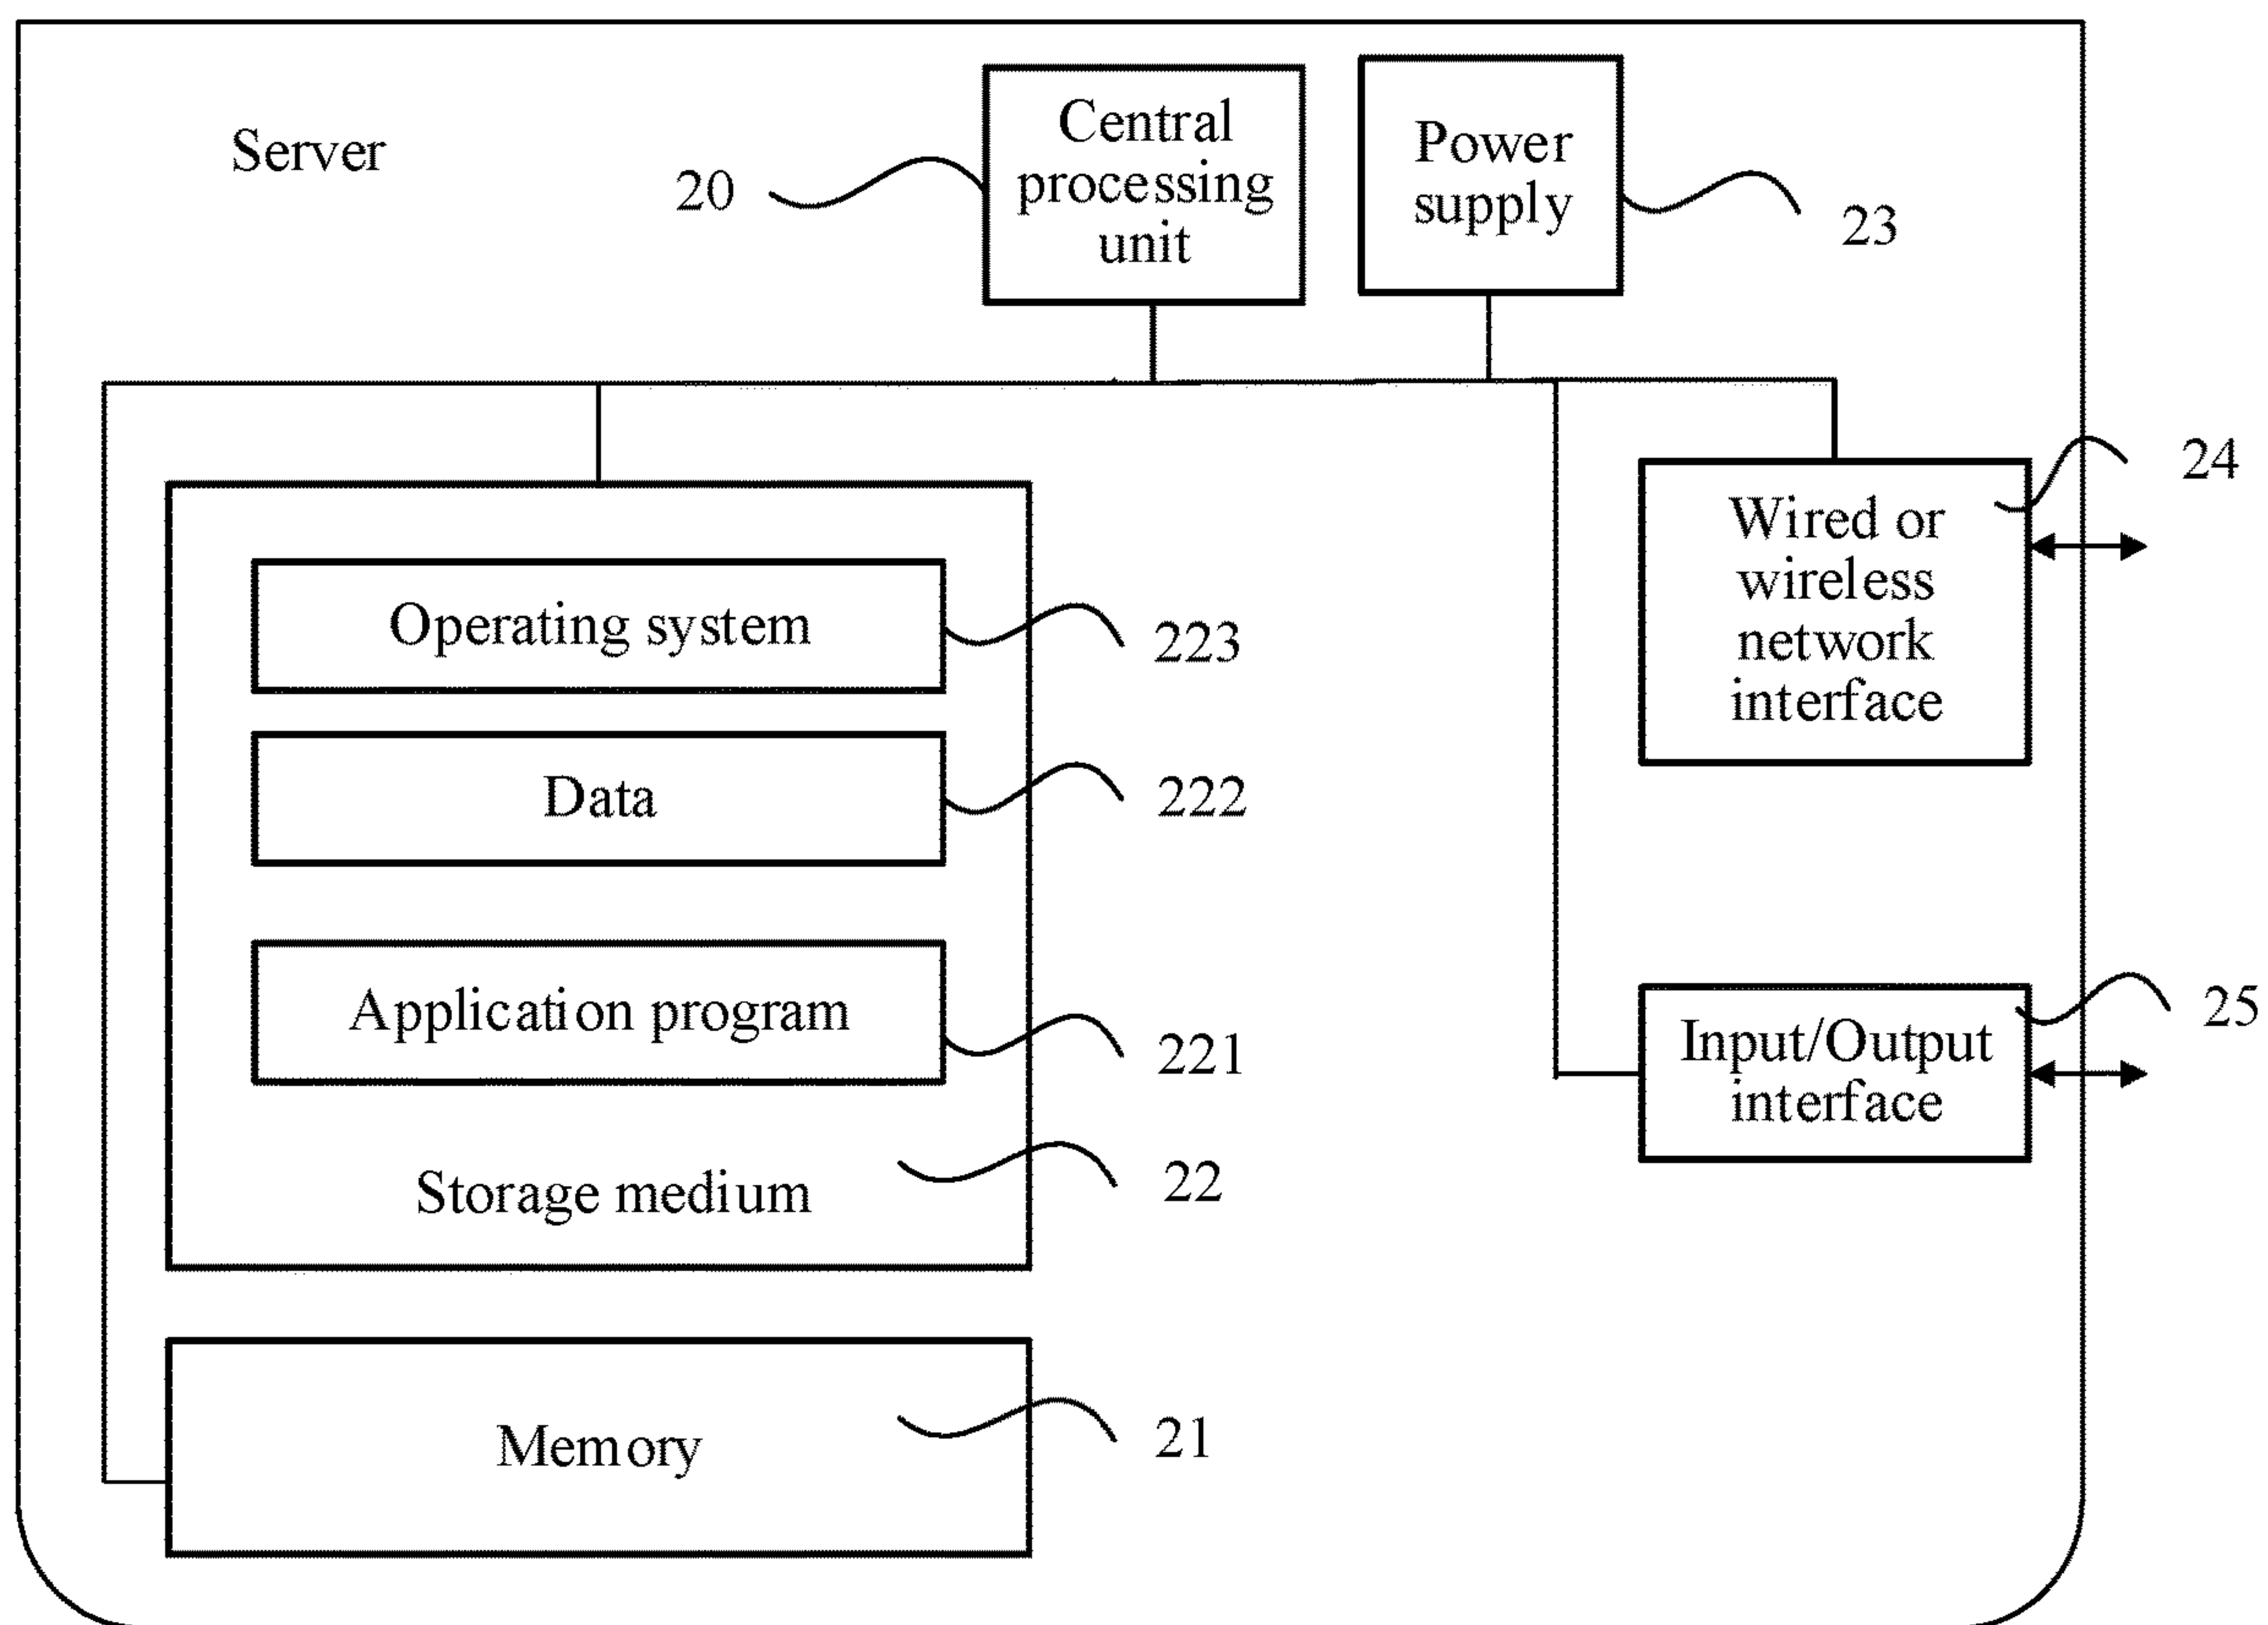 Server
20
Central
processing
unit
Power
supply
23
24
Wired or
wireless
network
interface
Operating system
223
Data
222
Application program
221
25
Input/Output
interface
Storage medium
22
Memory
21